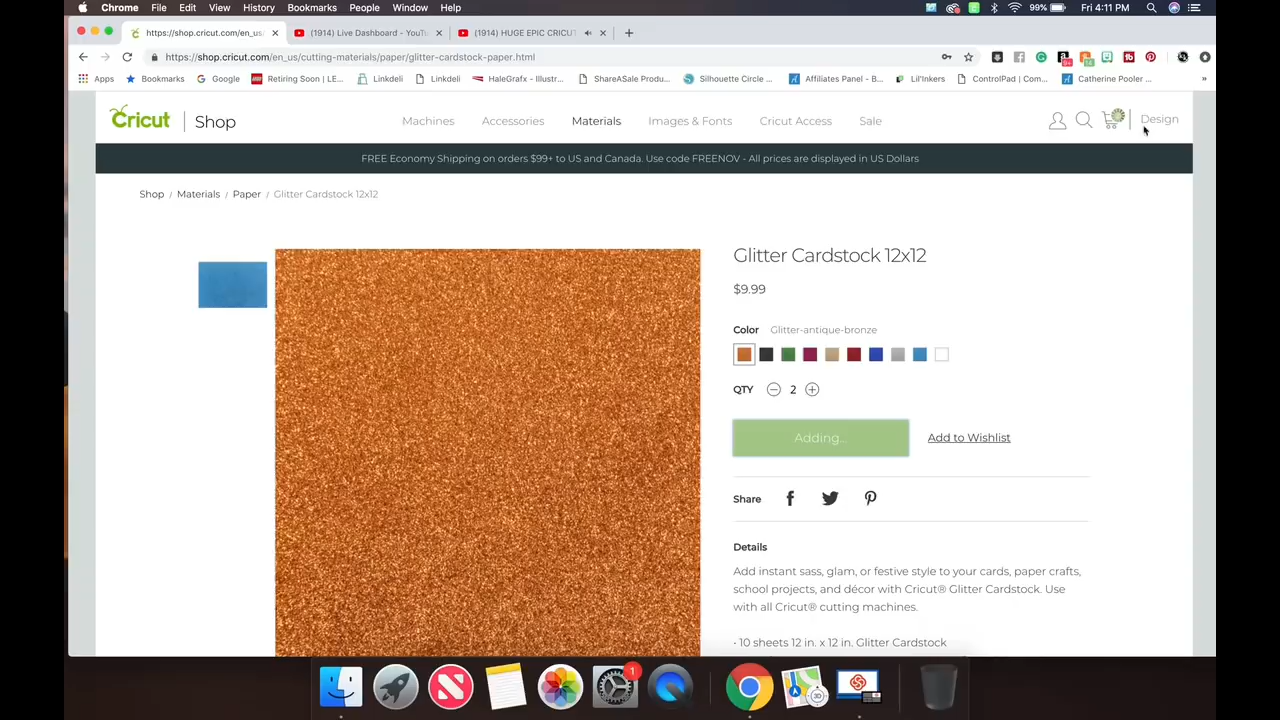 Chrome File Edit View History Bookmarks People Window Help 99% Fri 4:11 PM
https://shop.cricut.com/en_us/ (1914) Live Dashboard - YouTu (1914) HUGE EPIC CRICUT
https://shop.cricut.com/en_us/cutting-materials/paper/glitter-cardstock-paper.html
Apps Bookmarks Google Retiring Soon | LE... Linkdeli Linkdeli HaleGrafx – Illustr... ShareASale Produ... Silhouette Circle ... Affiliates Panel - B... Lil'Inkers ControlPad | Com... Catherine Pooler ... »
Cricut Shop Machines Accessories Materials Images & Fonts Cricut Access Sale Design
FREE Economy Shipping on orders $99+ to US and Canada. Use code FREENOV - All prices are displayed in US Dollars
Shop / Materials / Paper / Glitter Cardstock 12x12
Glitter Cardstock 12x12
$9.99
Color Glitter-antique-bronze
QTY 2
Adding... Add to Wishlist
Share
Details
Add instant sass, glam, or festive style to your cards, paper crafts,
school projects, and décor with Cricut® Glitter Cardstock. Use
with all Cricut® cutting machines.
• 10 sheets 12 in. x 12 in. Glitter Cardstock
1